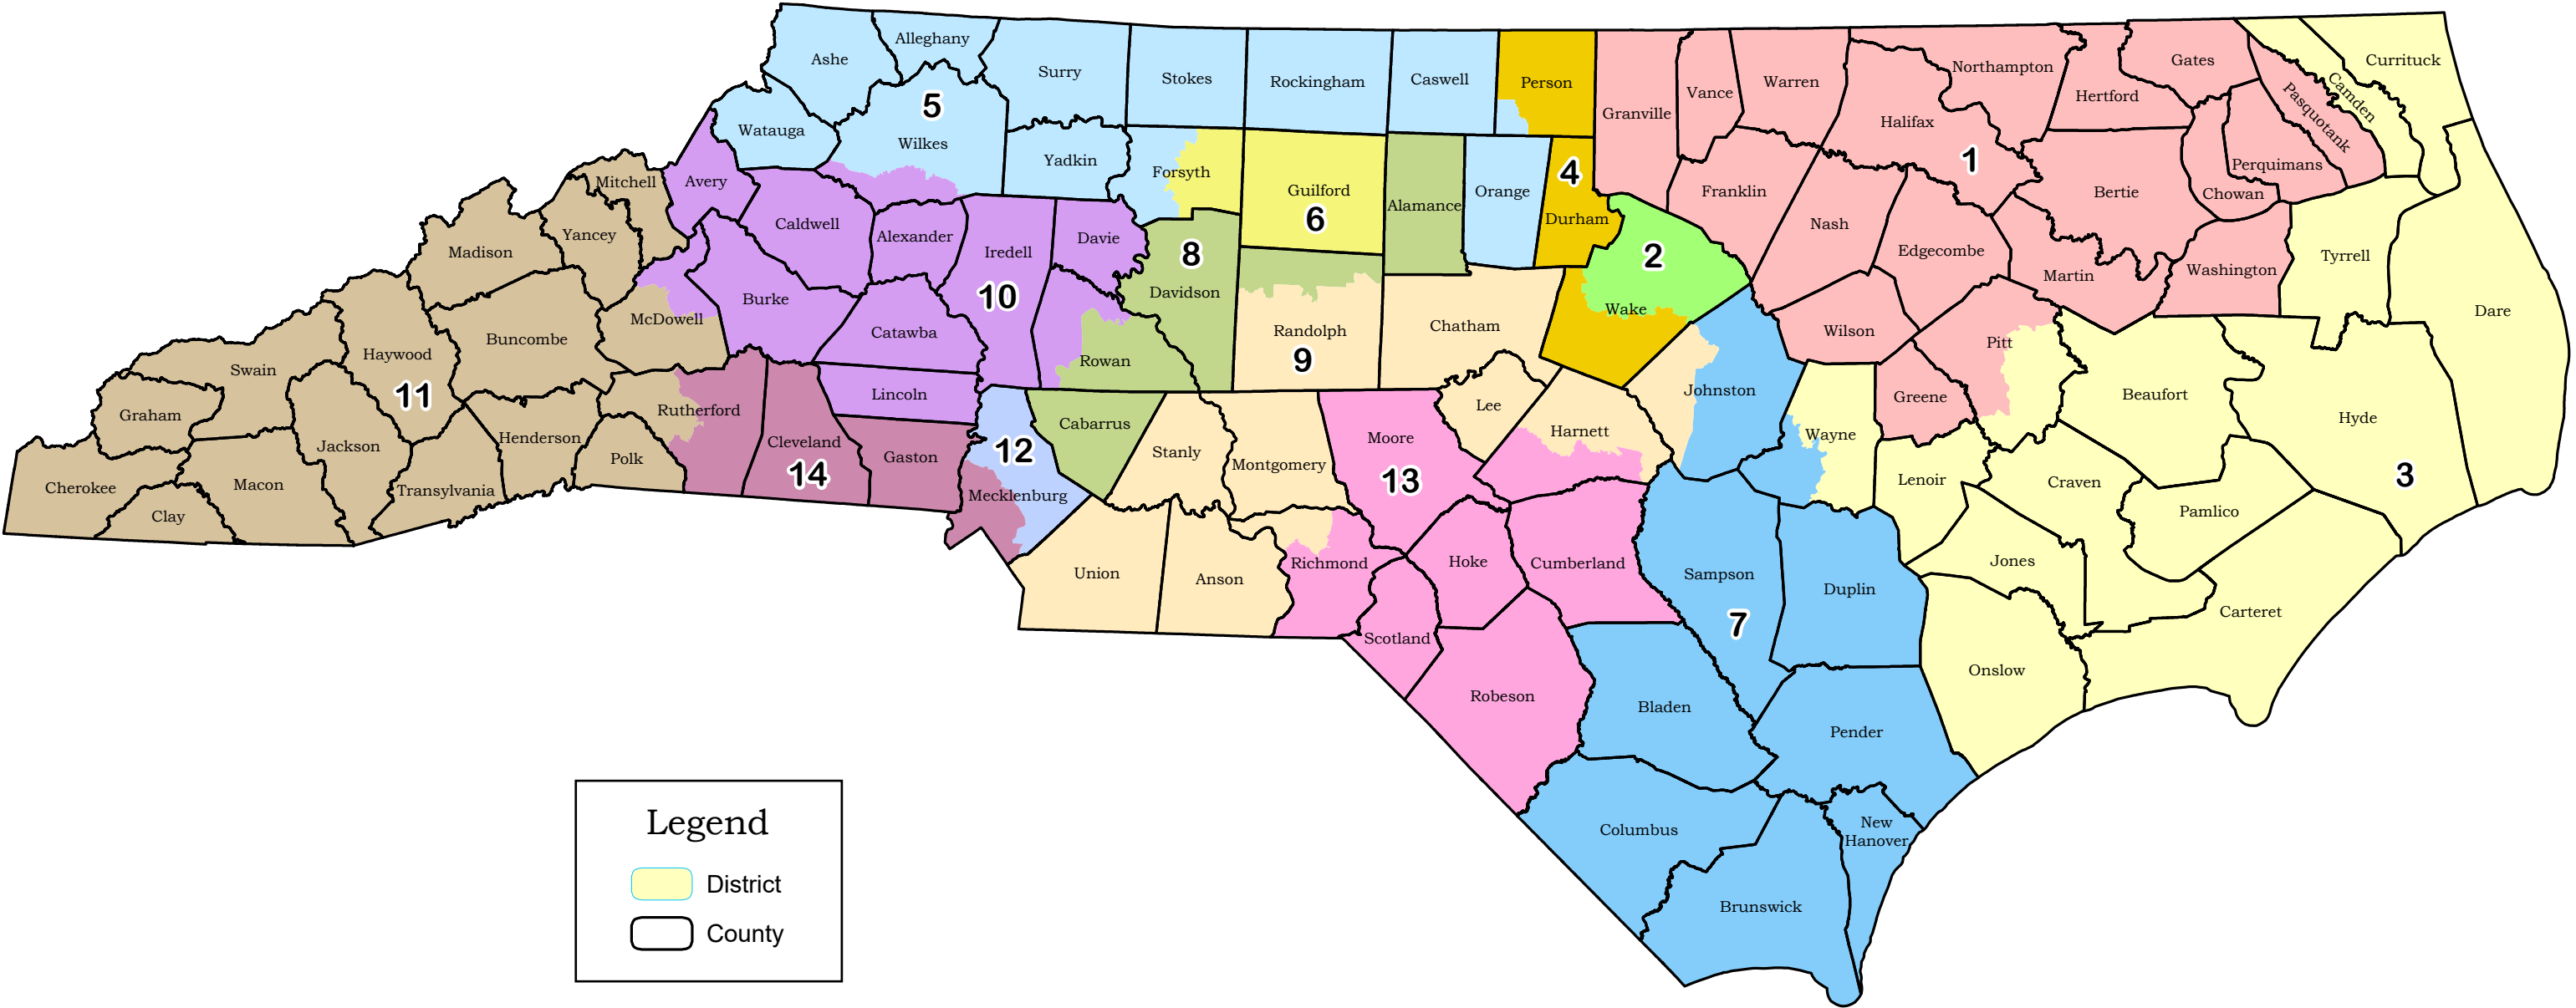 Ashe
Alleghany
Surry
Stokes
Rockingham
Caswell
Person
Granville
Vance
Warren
Northampton
Halifax
Hertford
Gates
Pasquotank
Camden
Currituck
5
Watauga
Wilkes
Yadkin
Forsyth
Guilford
6
Alamance
Orange
4
Durham
Franklin
1
Bertie
Perquimans
Chowan
Mitchell
Avery
Caldwell
Alexander
Iredell
Davie
8
Davidson
2
Wake
Nash
Edgecombe
Martin
Washington
Tyrrell
Dare
Madison
Yancey
Burke
10
Catawba
McDowell
Buncombe
Haywood
11
Swain
Graham
Rowan
Randolph
9
Chatham
Wilson
Pitt
Johnston
Greene
Beaufort
Hyde
3
Lincoln
Rutherford
Cleveland
14
Gaston
12
Mecklenburg
Cabarrus
Stanly
Montgomery
Moore
13
Lee
Harnett
Wayne
Lenoir
Craven
Pamlico
Jackson
Henderson
Polk
Cherokee
Macon
Transylvania
Clay
Union
Anson
Richmond
Hoke
Cumberland
Sampson
7
Duplin
Jones
Carteret
Onslow
Scotland
Robeson
Bladen
Pender
Columbus
New
Hanover
Brunswick
Legend
District
County